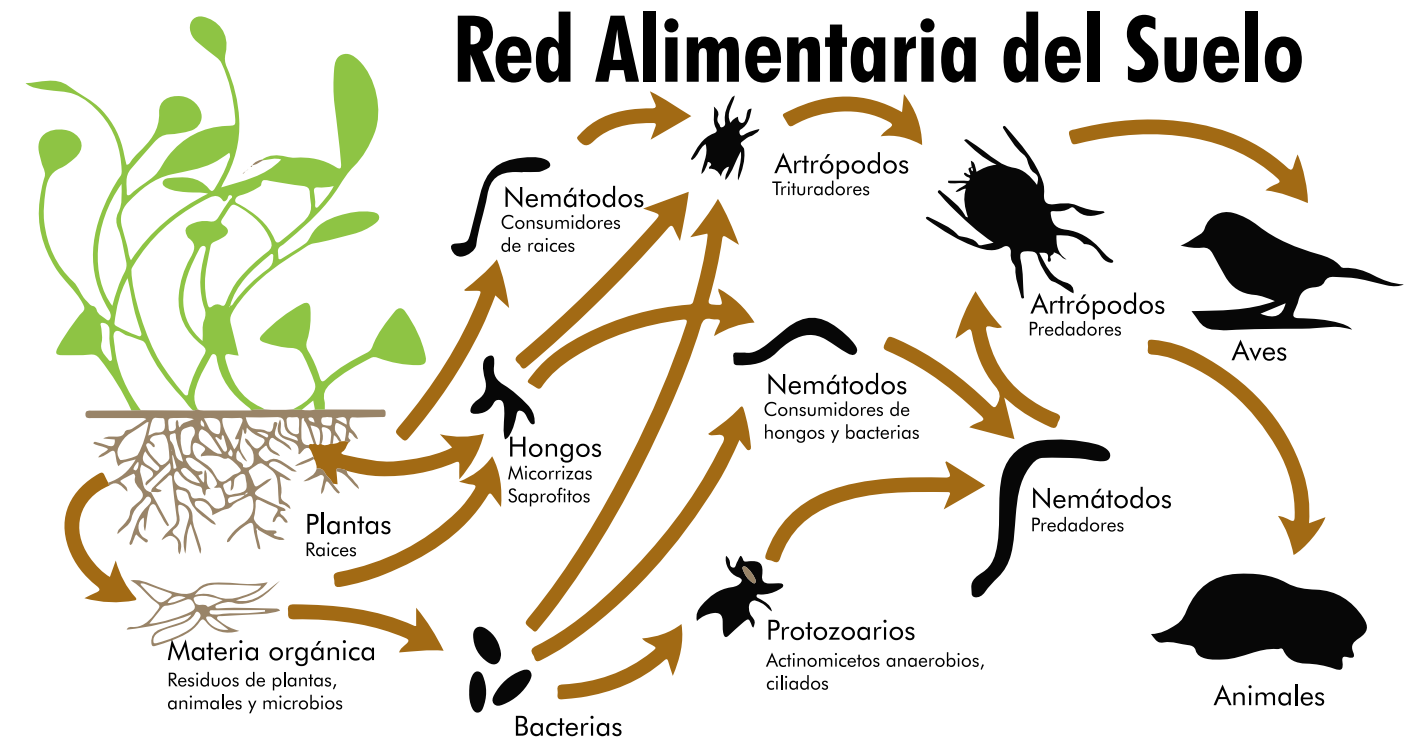 Red Alimentaria del Suelo
Artrópodos
Trituradores
Nemátodos
Consumidores
de raices
Artrópodos
Predadores
Aves
Nemátodos
Consumidores de
hongos y bacterias
Hongos
Micorrizas
Saprofitos
Nemátodos
Predadores
Plantas
Raices
Protozoarios
Actinomicetos anaerobios,
ciliados
Materia orgánica
Residuos de plantas,
animales y microbios
Animales
Bacterias